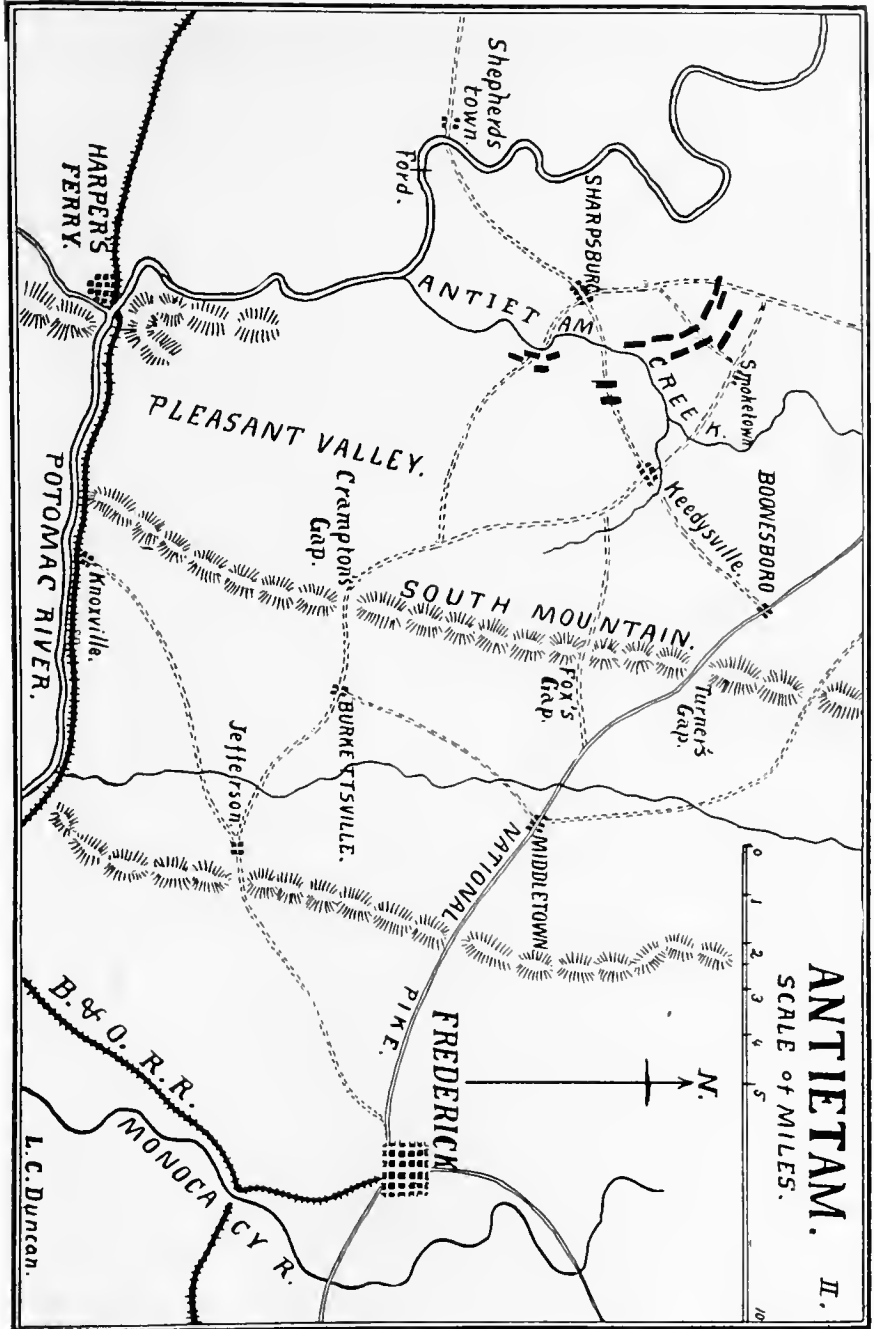 ANTIETAM. II.
SCALE of MILES.
0 1 2 3 4 5 10
N.
Shepherds
town.
Ford.
SHARPSBURG
ANTIETAM CREEK.
Smoketown
HARPER'S
FERRY.
PLEASANT VALLEY.
Keedysville
BOONESBORO
Crampton's
Gap.
SOUTH MOUNTAIN.
Fox's
Gap.
Turner's
Gap.
POTOMAC RIVER.
Knoxville.
BURKETTSVILLE.
Jefferson
MIDDLETOWN
NATIONAL PIKE.
FREDERICK
B. & O. R. R.
MONOCACY R.
L. C. Duncan.